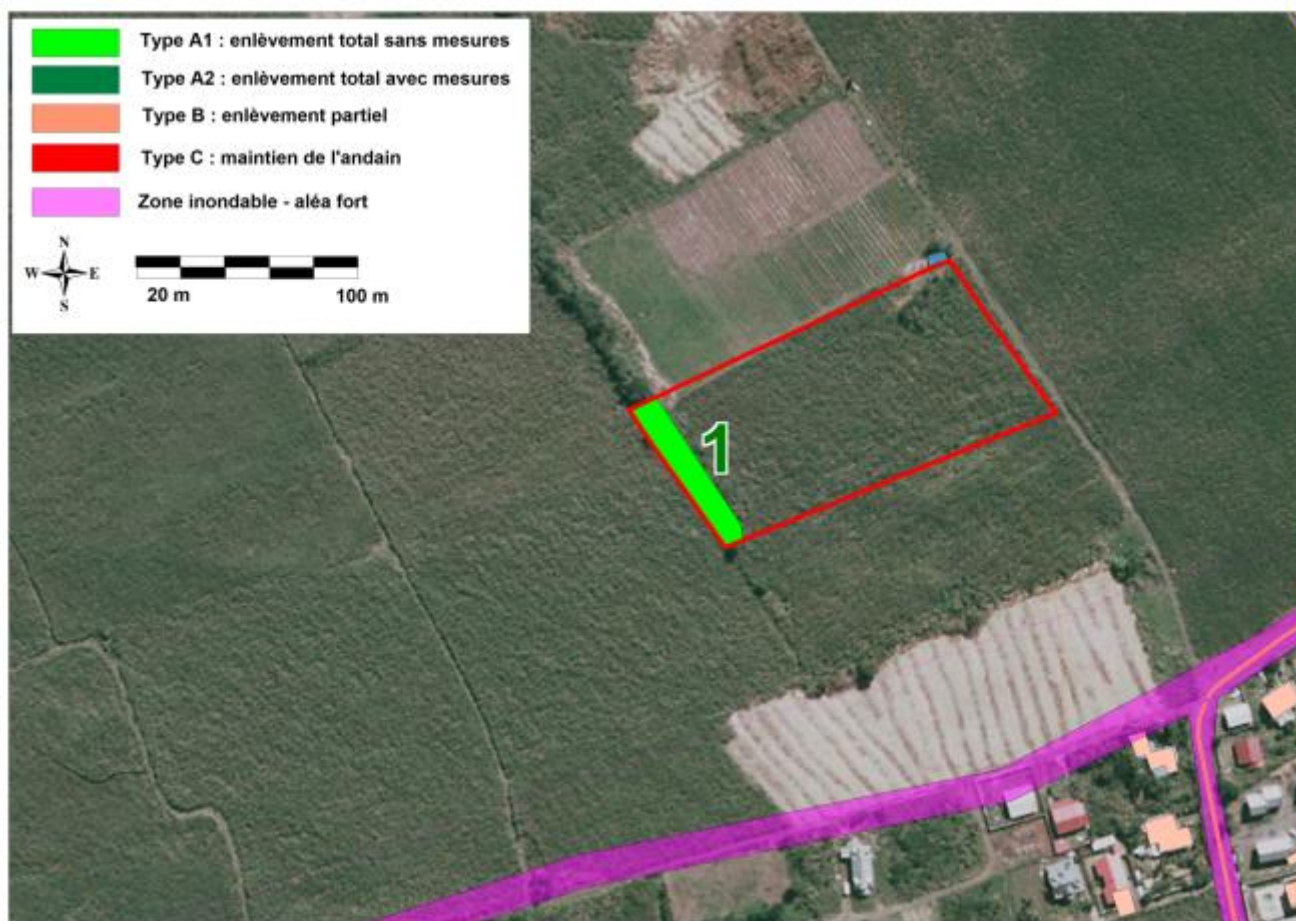 Type A1 : enlèvement total sans mesures
Type A2 : enlèvement total avec mesures
Type B : enlèvement partiel
Type C : maintien de l'andain
Zone inondable - aléa fort
N
W E
S
20 m 100 m
1